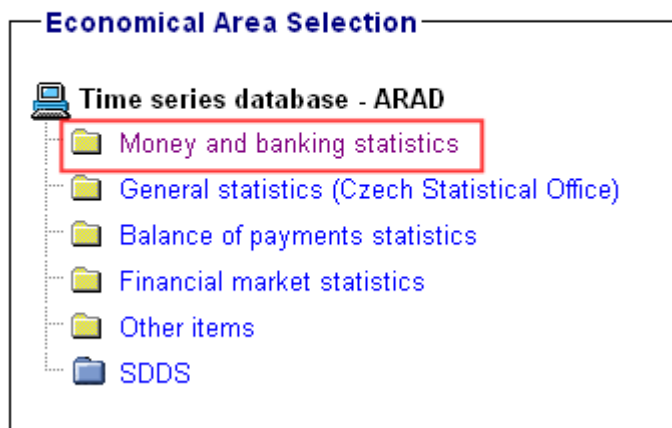 Economical Area Selection
Time series database - ARAD
Money and banking statistics
General statistics (Czech Statistical Office)
Balance of payments statistics
Financial market statistics
Other items
SDDS